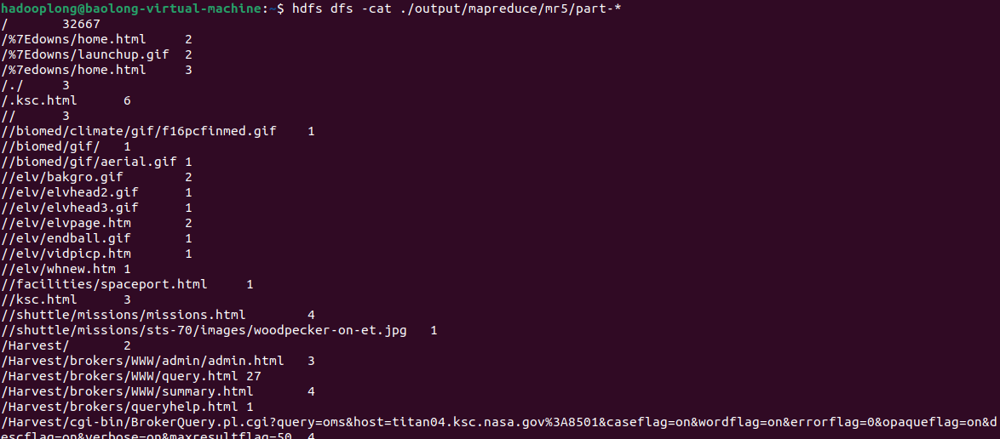 hadooplong@baolong-virtual-machine:~$ hdfs dfs -cat ./output/mapreduce/mr5/part-*
/ 32667
/%7Edowns/home.html 2
/%7Edowns/launchup.gif 2
/%7edowns/home.html 3
/./ 3
/.ksc.html 6
// 3
//biomed/climate/gif/f16pcfinmed.gif 1
//biomed/gif/ 1
//biomed/gif/aerial.gif 1
//elv/bakgro.gif 2
//elv/elvhead2.gif 1
//elv/elvhead3.gif 1
//elv/elvpage.htm 2
//elv/endball.gif 1
//elv/vidpicp.htm 1
//elv/whnew.htm 1
//facilities/spaceport.html 1
//ksc.html 3
//shuttle/missions/missions.html 4
//shuttle/missions/sts-70/images/woodpecker-on-et.jpg 1
/Harvest/ 2
/Harvest/brokers/WWW/admin/admin.html 3
/Harvest/brokers/WWW/query.html 27
/Harvest/brokers/WWW/summary.html 4
/Harvest/brokers/queryhelp.html 1
/Harvest/cgi-bin/BrokerQuery.pl.cgi?query=oms&host=titan04.ksc.nasa.gov%3A8501&caseflag=on&wordflag=on&errorflag=0&opaqueflag=on&d
escflag=on&verbose=on&maxresultflag=50 4